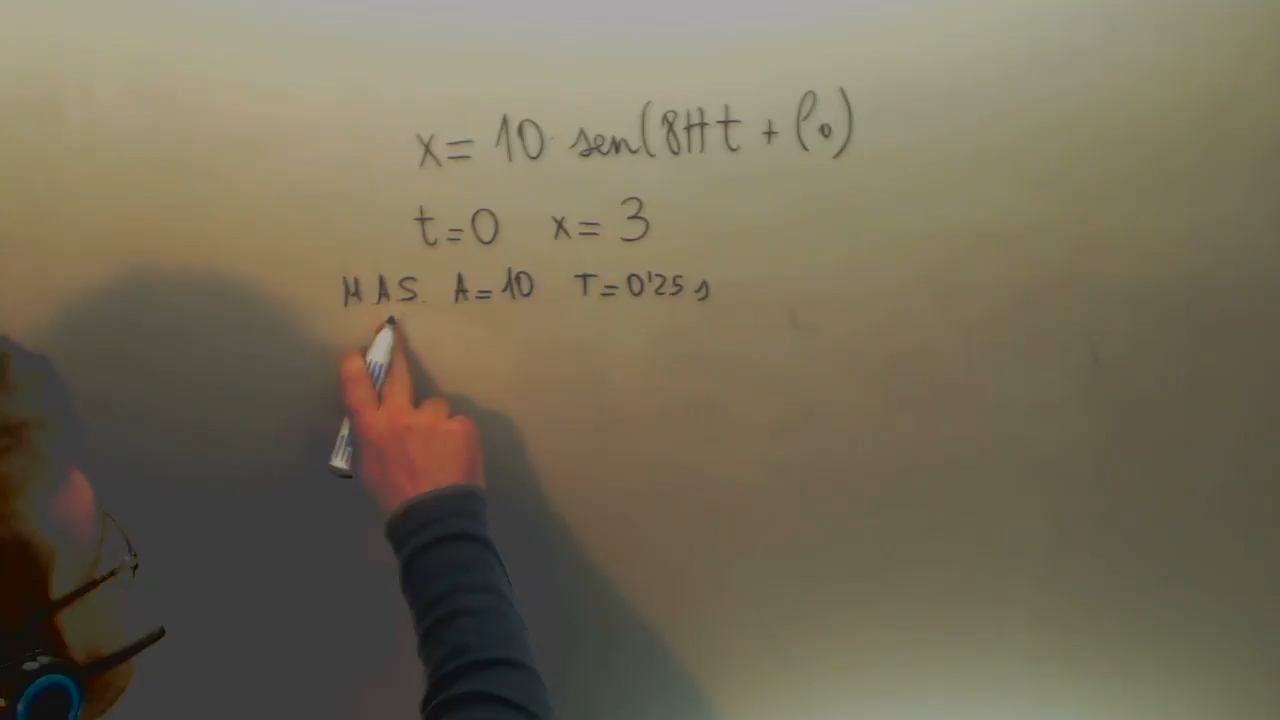 x = 10 · sen(8πt + φ₀)
t = 0 x = 3
M A S. A = 10 T = 0'25 s